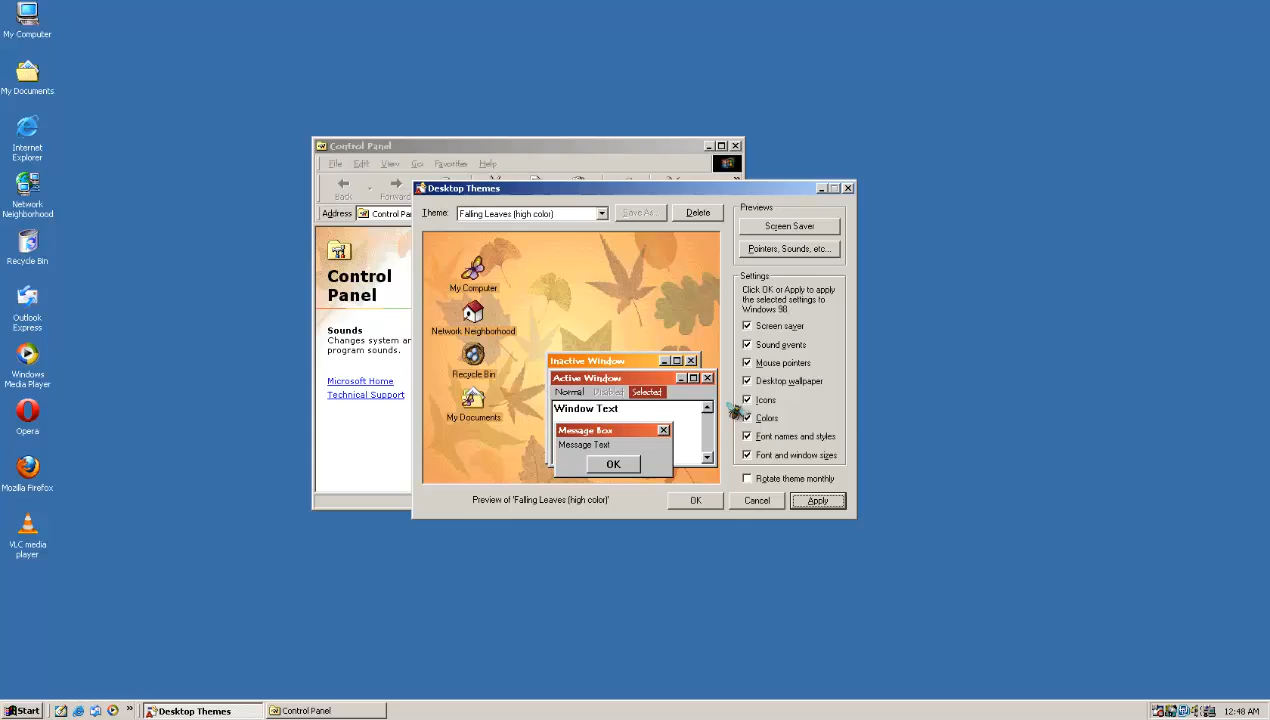 My Computer
My Documents
Internet
Explorer
Network
Neighborhood
Recycle Bin
Outlook
Express
Windows
Media Player
Opera
Mozilla Firefox
VLC media
player
Control Panel
File Edit View Go Favorites Help
Back Forward
Address Control Pa
Control
Panel
Sounds
Changes system an
program sounds.
Microsoft Home
Technical Support
Desktop Themes
Theme: Falling Leaves (high color) Save As... Delete
My Computer
Network Neighborhood
Recycle Bin
My Documents
Inactive Window
Active Window
Normal Disabled Selected
Window Text
Message Box
Message Text
OK
Preview of 'Falling Leaves (high color)'
Previews
Screen Saver
Pointers, Sounds, etc...
Settings
Click OK or Apply to apply
the selected settings to
Windows 98.
Screen saver
Sound events
Mouse pointers
Desktop wallpaper
Icons
Colors
Font names and styles
Font and window sizes
Rotate theme monthly
OK Cancel Apply
Start
Desktop Themes
Control Panel
12:48 AM